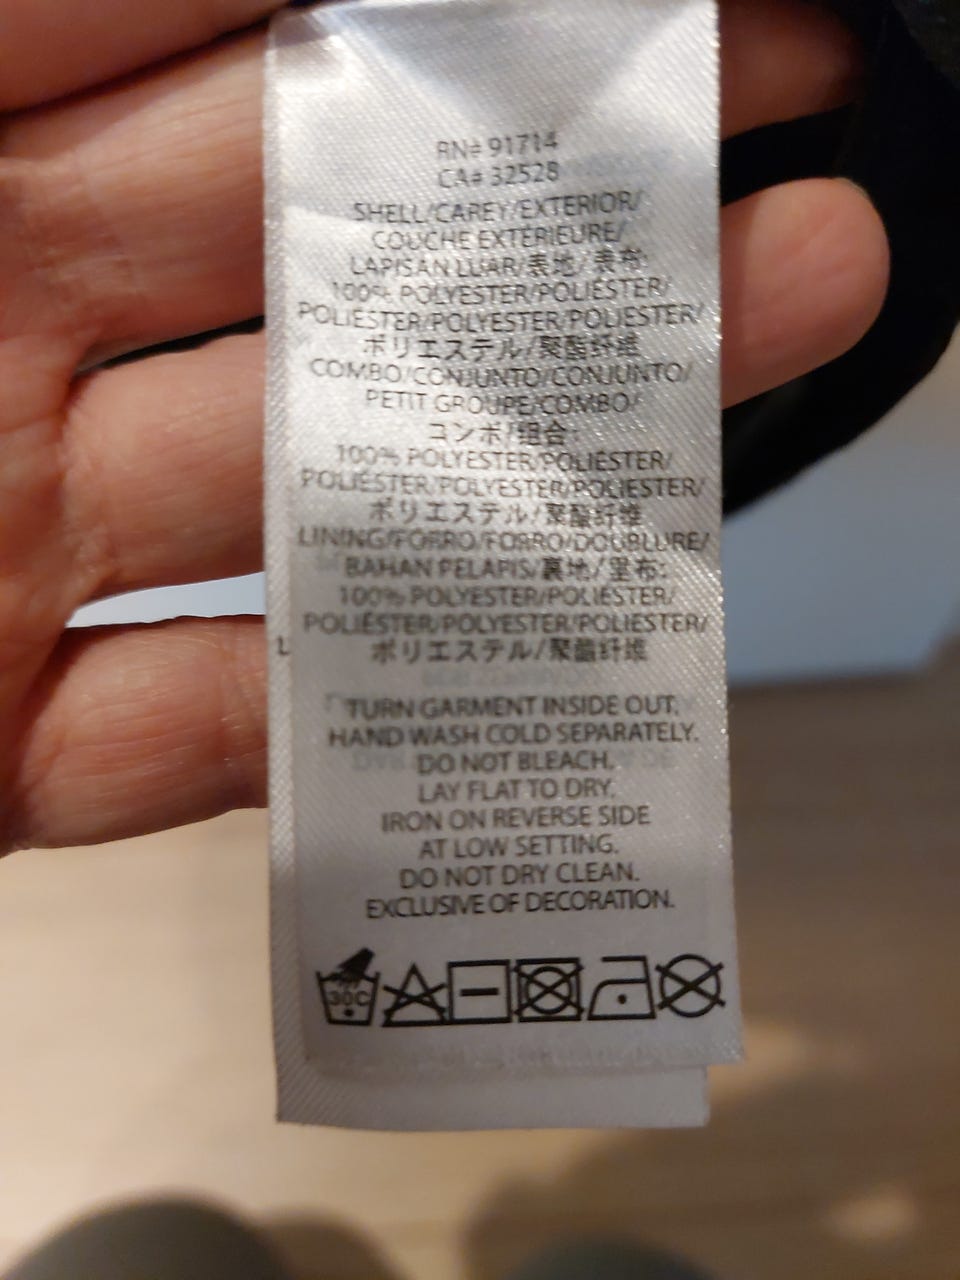 RN# 91714
CA# 32528
SHELL/CAREY/EXTERIOR/
COUCHE EXTÉRIEURE/
LAPISAN LUAR/表地/ 表布:
100% POLYESTER/POLIÉSTER/
POLIÉSTER/POLYESTER/POLIESTER/
ポリエステル/聚酯纤维
COMBO/CONJUNTO/CONJUNTO/
PETIT GROUPE/COMBO/
コンボ/组合:
100% POLYESTER/POLIÉSTER/
POLIÉSTER/POLYESTER/POLIESTER/
ポリエステル/聚酯纤维
LINING/FORRO/FORRO/DOUBLURE/
BAHAN PELAPIS/裏地/里布:
100% POLYESTER/POLIÉSTER/
POLIÉSTER/POLYESTER/POLIESTER/
ポリエステル/聚酯纤维
TURN GARMENT INSIDE OUT.
HAND WASH COLD SEPARATELY.
DO NOT BLEACH.
LAY FLAT TO DRY.
IRON ON REVERSE SIDE
AT LOW SETTING.
DO NOT DRY CLEAN.
EXCLUSIVE OF DECORATION.
30C